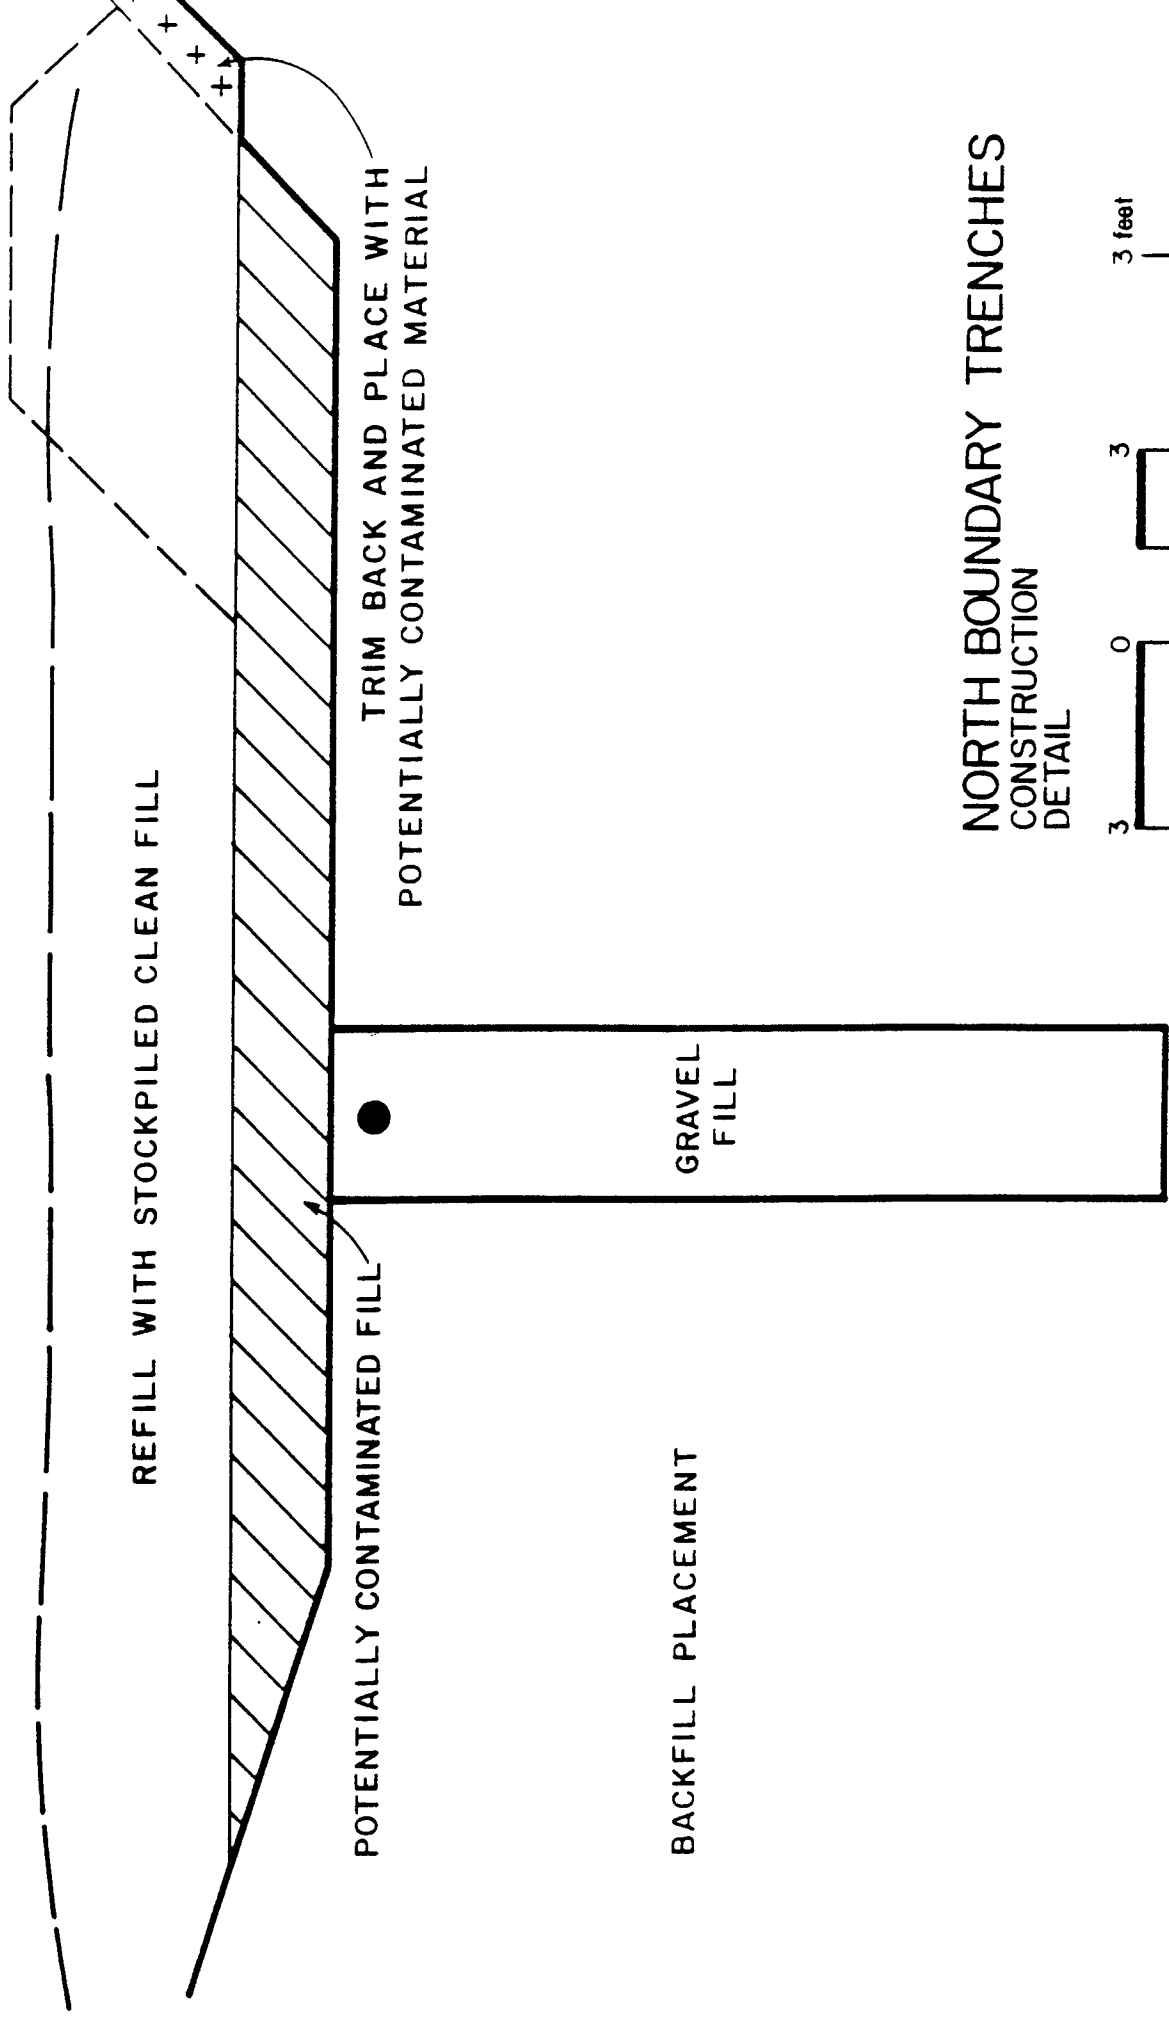 REFILL WITH STOCKPILED CLEAN FILL
TRIM BACK AND PLACE WITH
POTENTIALLY CONTAMINATED MATERIAL
POTENTIALLY CONTAMINATED FILL
GRAVEL
FILL
BACKFILL PLACEMENT
NORTH BOUNDARY TRENCHES
CONSTRUCTION
DETAIL
3 0 3 3 feet